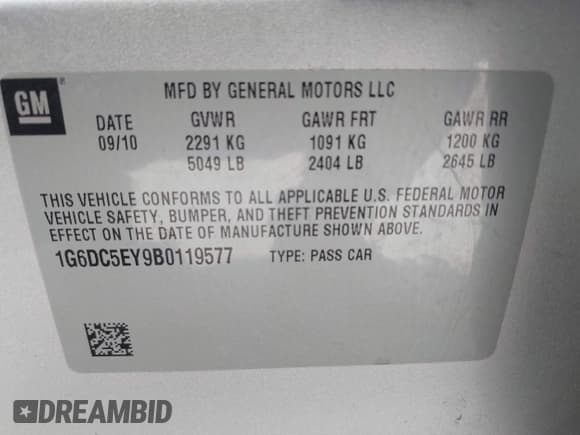 GM
®
MFD BY GENERAL MOTORS LLC
DATE GVWR GAWR FRT GAWR RR
09/10 2291 KG 1091 KG 1200 KG
5049 LB 2404 LB 2645 LB
THIS VEHICLE CONFORMS TO ALL APPLICABLE U.S. FEDERAL MOTOR
VEHICLE SAFETY, BUMPER, AND THEFT PREVENTION STANDARDS IN
EFFECT ON THE DATE OF MANUFACTURE SHOWN ABOVE.
1G6DC5EY9B0119577 TYPE: PASS CAR
DREAMBID